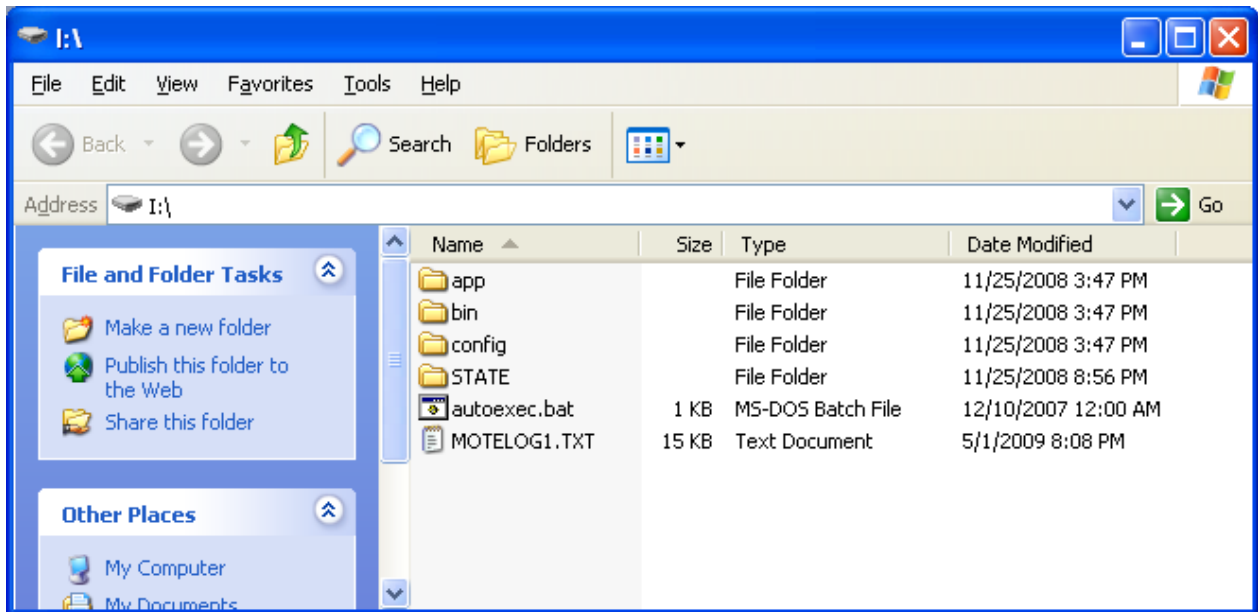 I:\
File Edit View Favorites Tools Help
Back Search Folders
Address I:\ Go
File and Folder Tasks
Make a new folder
Publish this folder to
the Web
Share this folder
Other Places
My Computer
My Documents
Name Size Type Date Modified
app File Folder 11/25/2008 3:47 PM
bin File Folder 11/25/2008 3:47 PM
config File Folder 11/25/2008 3:47 PM
STATE File Folder 11/25/2008 8:56 PM
autoexec.bat 1 KB MS-DOS Batch File 12/10/2007 12:00 AM
MOTELOG1.TXT 15 KB Text Document 5/1/2009 8:08 PM